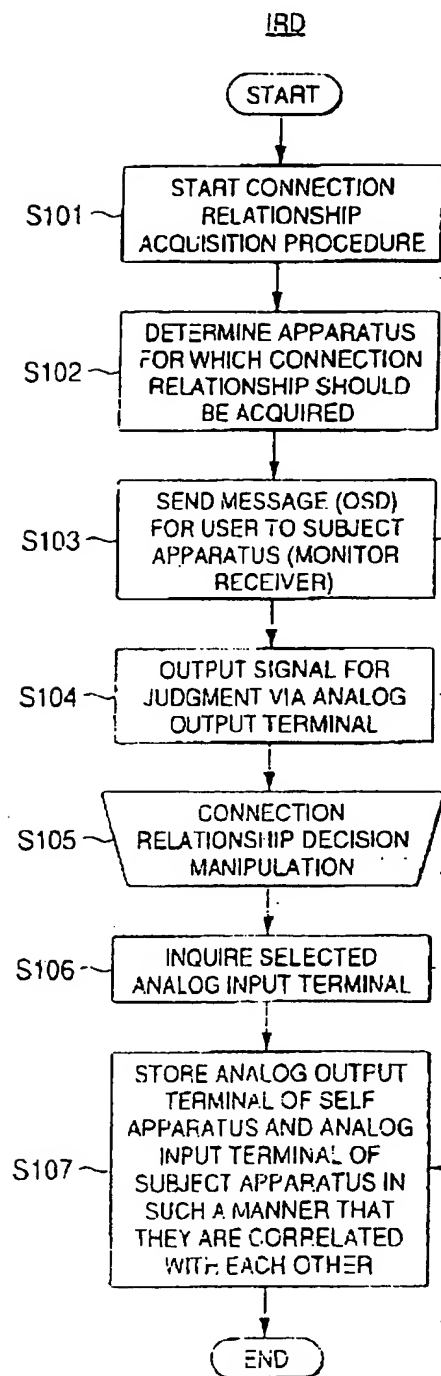 IRD
START
S101
START CONNECTION
RELATIONSHIP
ACQUISITION PROCEDURE
S102
DETERMINE APPARATUS
FOR WHICH CONNECTION
RELATIONSHIP SHOULD
BE ACQUIRED
S103
SEND MESSAGE (OSD)
FOR USER TO SUBJECT
APPARATUS (MONITOR
RECEIVER)
S104
OUTPUT SIGNAL FOR
JUDGMENT VIA ANALOG
OUTPUT TERMINAL
S105
CONNECTION
RELATIONSHIP DECISION
MANIPULATION
S106
INQUIRE SELECTED
ANALOG INPUT TERMINAL
S107
STORE ANALOG OUTPUT
TERMINAL OF SELF
APPARATUS AND ANALOG
INPUT TERMINAL OF
SUBJECT APPARATUS IN
SUCH A MANNER THAT
THEY ARE CORRELATED
WITH EACH OTHER
END